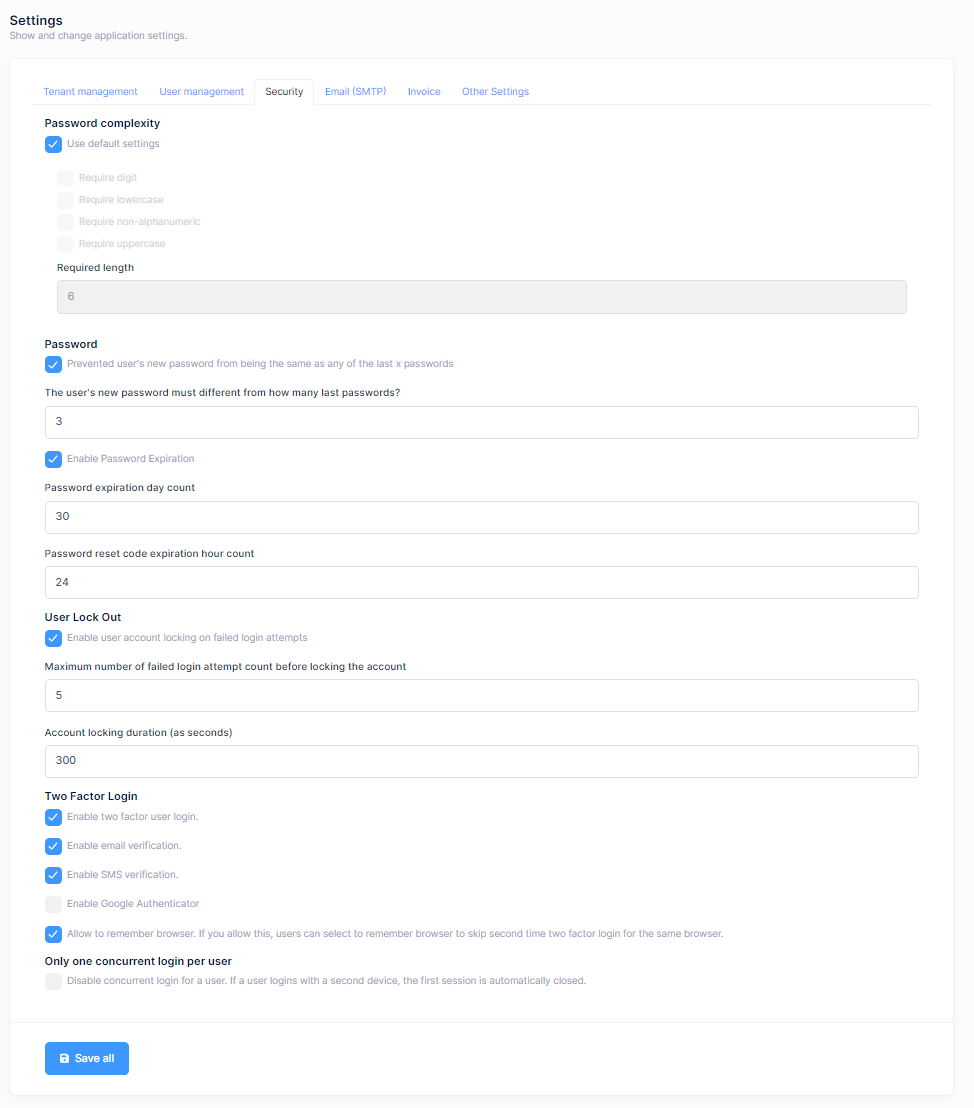 Settings
Show and change application settings.
Tenant management User management Security Email (SMTP) Invoice Other Settings
Password complexity
Use default settings
Require digit
Require lowercase
Require non-alphanumeric
Require uppercase
Required length
6
Password
Prevented user's new password from being the same as any of the last x passwords
The user's new password must different from how many last passwords?
3
Enable Password Expiration
Password expiration day count
30
Password reset code expiration hour count
24
User Lock Out
Enable user account locking on failed login attempts
Maximum number of failed login attempt count before locking the account
5
Account locking duration (as seconds)
300
Two Factor Login
Enable two factor user login.
Enable email verification.
Enable SMS verification.
Enable Google Authenticator
Allow to remember browser. If you allow this, users can select to remember browser to skip second time two factor login for the same browser.
Only one concurrent login per user
Disable concurrent login for a user. If a user logins with a second device, the first session is automatically closed.
Save all